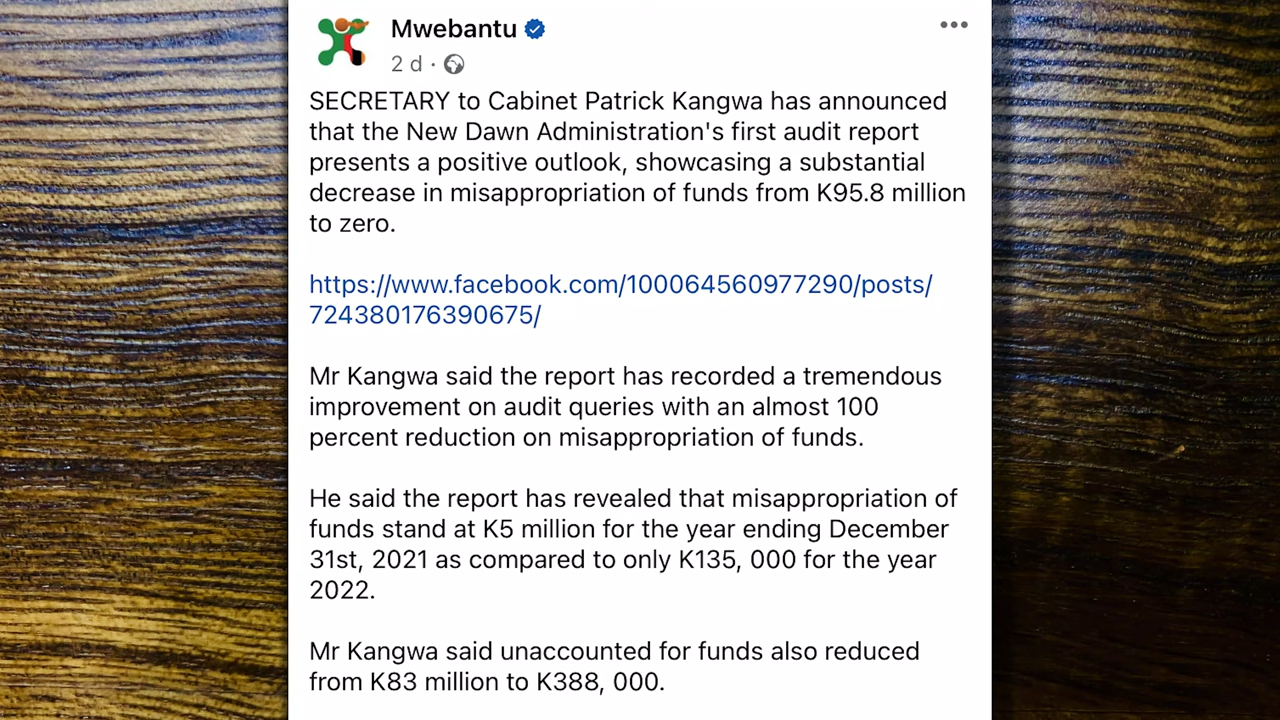 Mwebantu
2 d ·
SECRETARY to Cabinet Patrick Kangwa has announced
that the New Dawn Administration's first audit report
presents a positive outlook, showcasing a substantial
decrease in misappropriation of funds from K95.8 million
to zero.
https://www.facebook.com/100064560977290/posts/
724380176390675/
Mr Kangwa said the report has recorded a tremendous
improvement on audit queries with an almost 100
percent reduction on misappropriation of funds.
He said the report has revealed that misappropriation of
funds stand at K5 million for the year ending December
31st, 2021 as compared to only K135, 000 for the year
2022.
Mr Kangwa said unaccounted for funds also reduced
from K83 million to K388, 000.